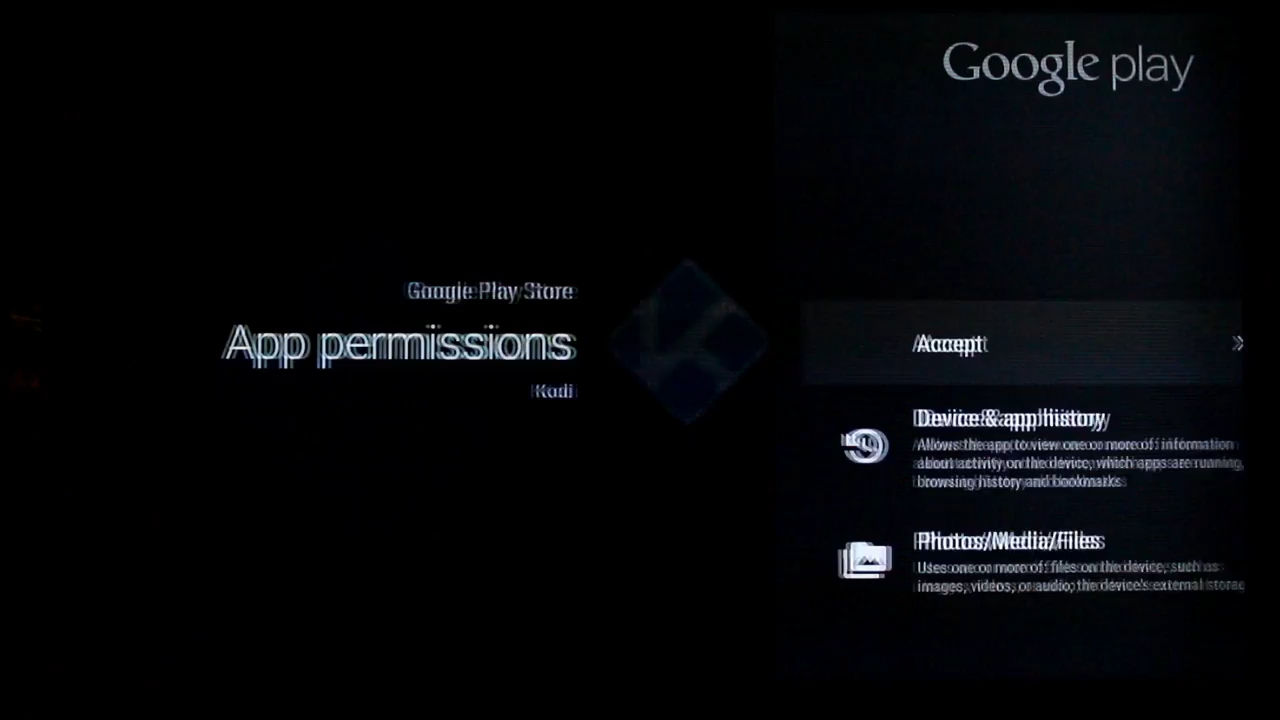 Google play
Google Play Store
App permissions
Kodi
Accept
Device & app history
Allows the app to view one or more of: information
about activity on the device, which apps are running,
browsing history and bookmarks
Photos/Media/Files
Uses one or more of: files on the device, such as
images, videos, or audio; the device's external storag